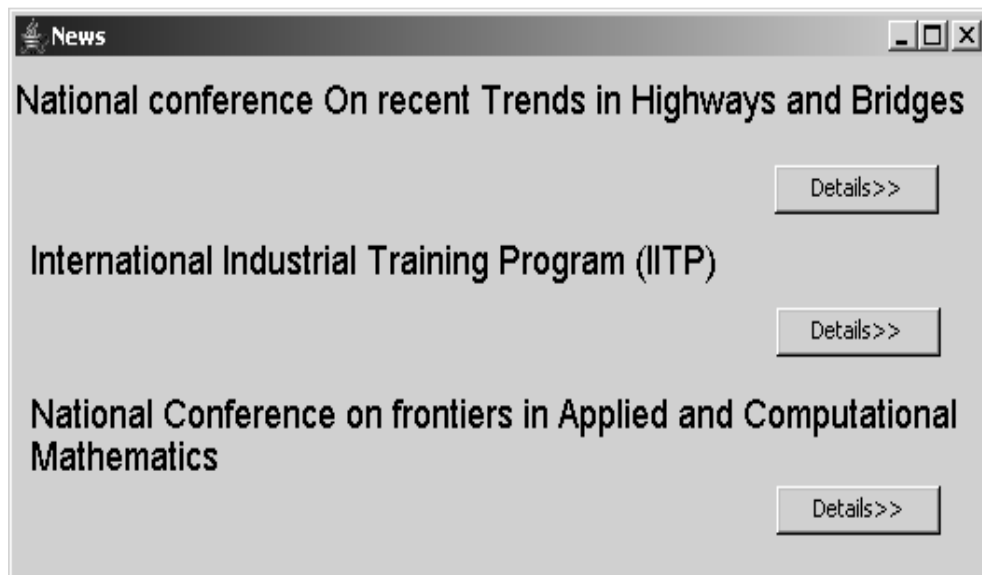 News
National conference On recent Trends in Highways and Bridges
Details>>
International Industrial Training Program (IITP)
Details>>
National Conference on frontiers in Applied and Computational
Mathematics
Details>>